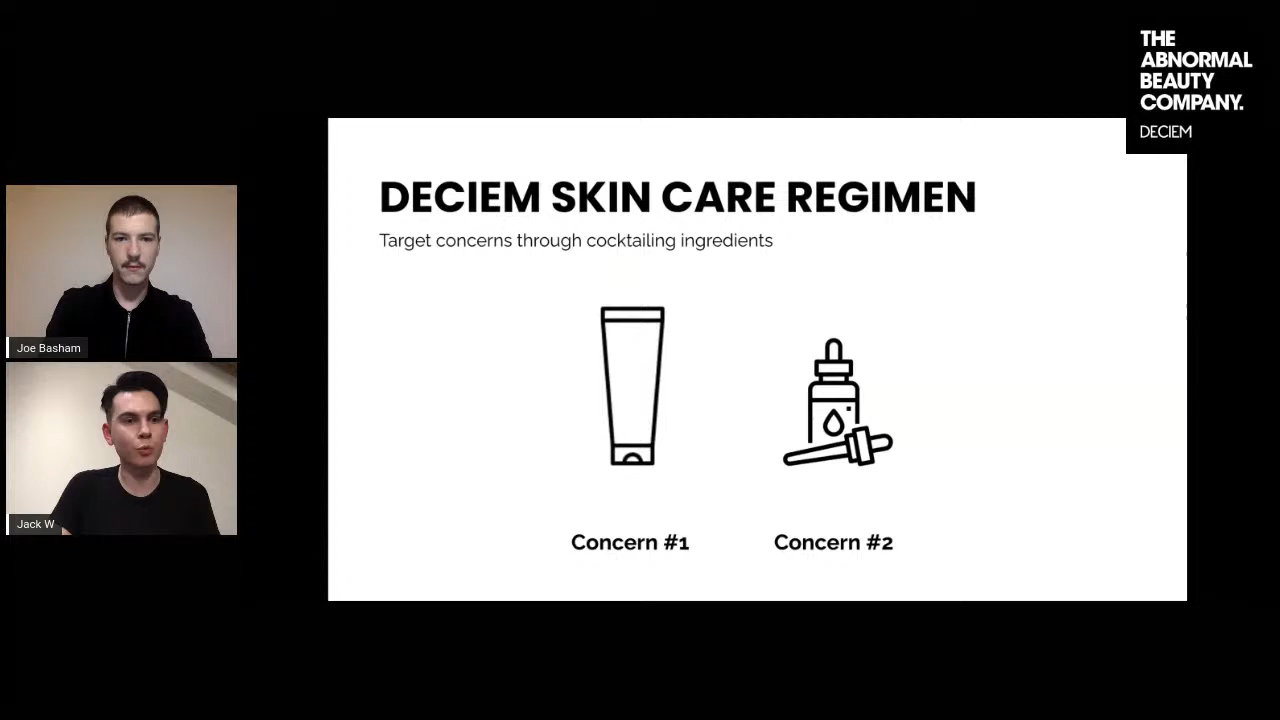 THE
ABNORMAL
BEAUTY
COMPANY.
DECIEM
DECIEM SKIN CARE REGIMEN
Target concerns through cocktailing ingredients
Joe Basham
Jack W
Concern #1
Concern #2